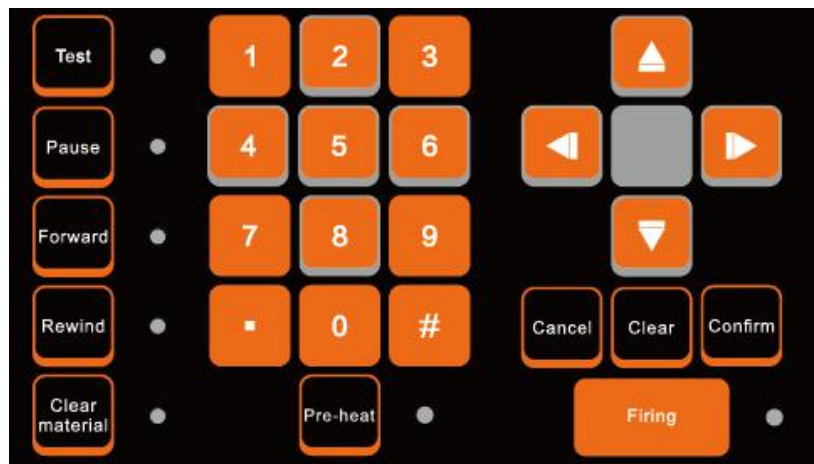 Test
1
2
3
Pause
4
5
6
Forward
7
8
9
Rewind
.
0
#
Cancel
Clear
Confirm
Clear
material
Pre-heat
Firing